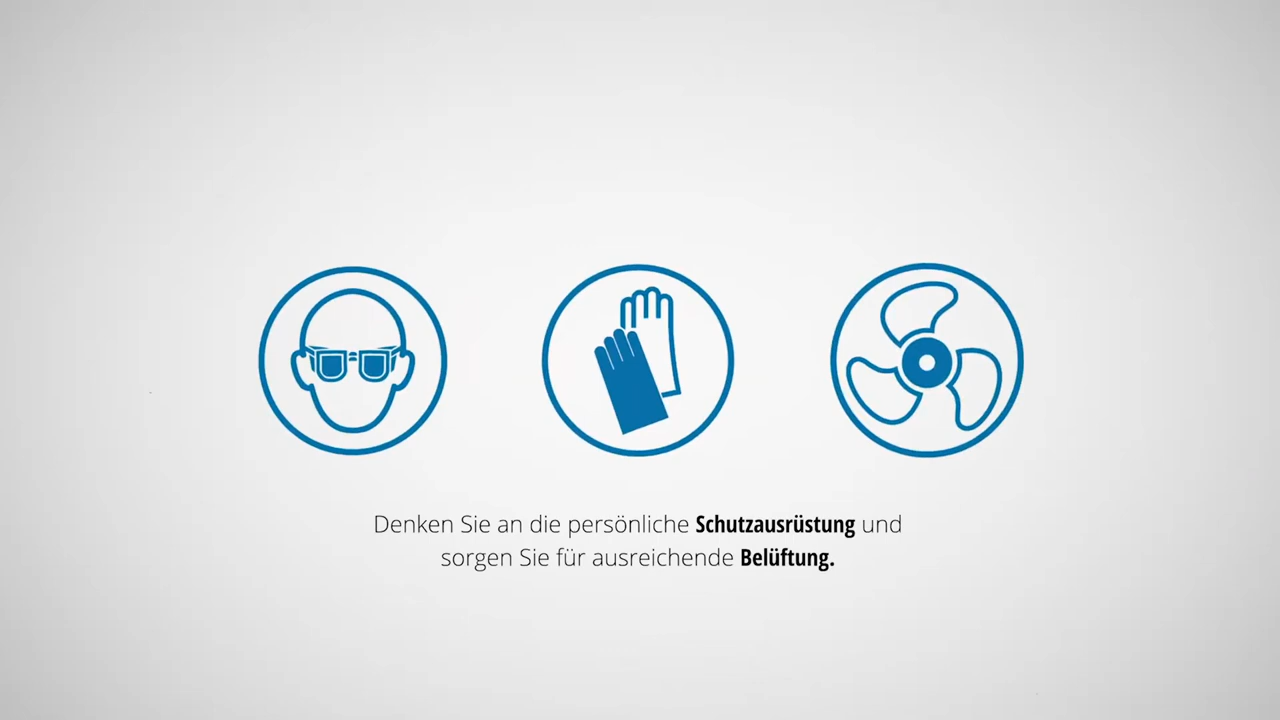 Denken Sie an die persönliche Schutzausrüstung und
sorgen Sie für ausreichende Belüftung.